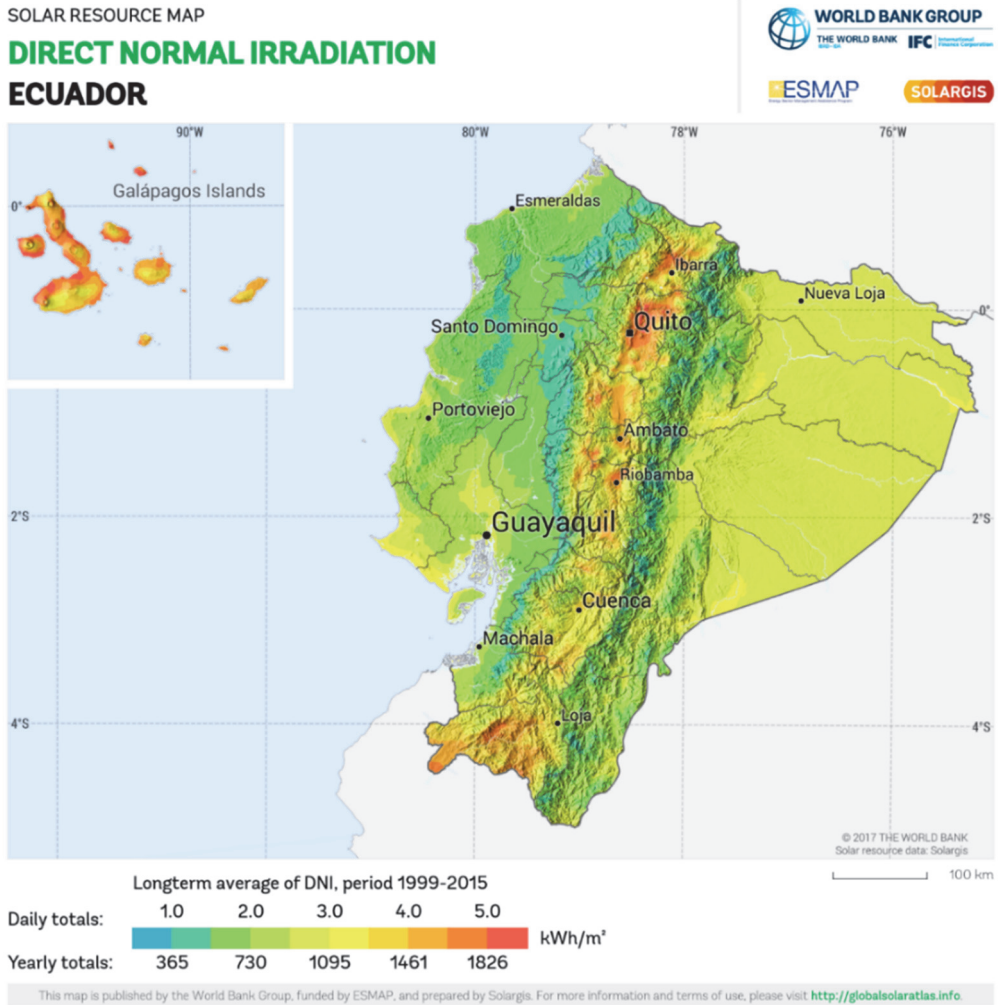 SOLAR RESOURCE MAP
DIRECT NORMAL IRRADIATION
ECUADOR
WORLD BANK GROUP
THE WORLD BANK
IFC
International
Finance Corporation
ESMAP
SOLARGIS
90°W
80°W
78°W
76°W
Galápagos Islands
0°
Esmeraldas
Ibarra
Nueva Loja
0°
Quito
Santo Domingo
Portoviejo
Ambato
Riobamba
2°S
Guayaquil
2°S
Cuenca
Machala
4°S
Loja
4°S
© 2017 THE WORLD BANK
Solar resource data: Solargis
100 km
Longterm average of DNI, period 1999-2015
Daily totals: 1.0 2.0 3.0 4.0 5.0
kWh/m²
Yearly totals: 365 730 1095 1461 1826
This map is published by the World Bank Group, funded by ESMAP, and prepared by Solargis. For more information and terms of use, please visit http://globalsolaratlas.info.